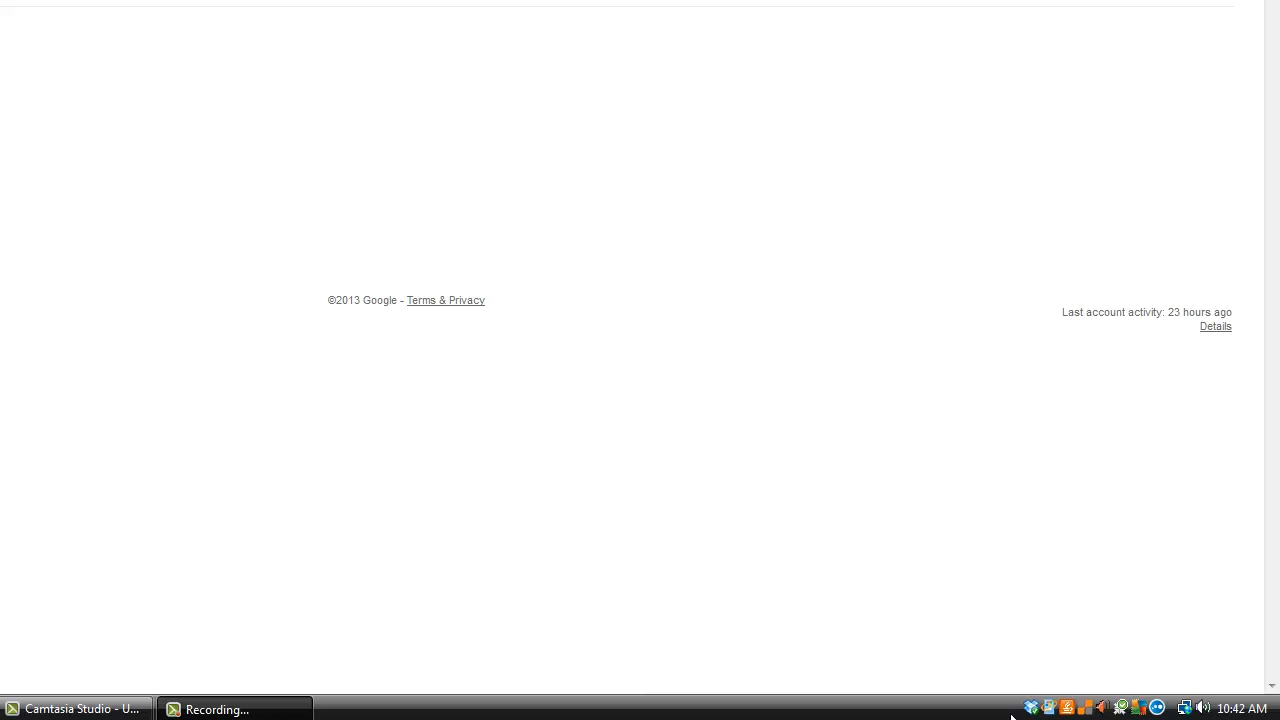 ©2013 Google - Terms & Privacy
Last account activity: 23 hours ago
Details
Camtasia Studio - U...
Recording...
10:42 AM